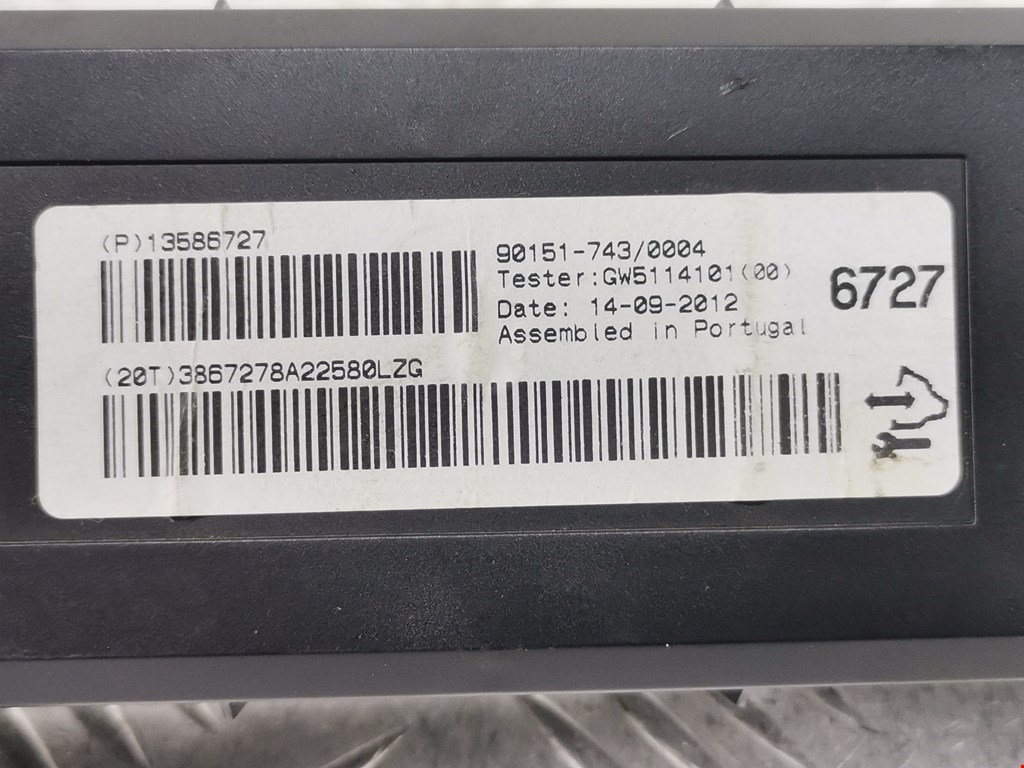 (P)13586727
90151-743/0004
Tester:GW5114101(00)
Date: 14-09-2012
Assembled in Portugal
6727
(20T)3867278A22580LZG